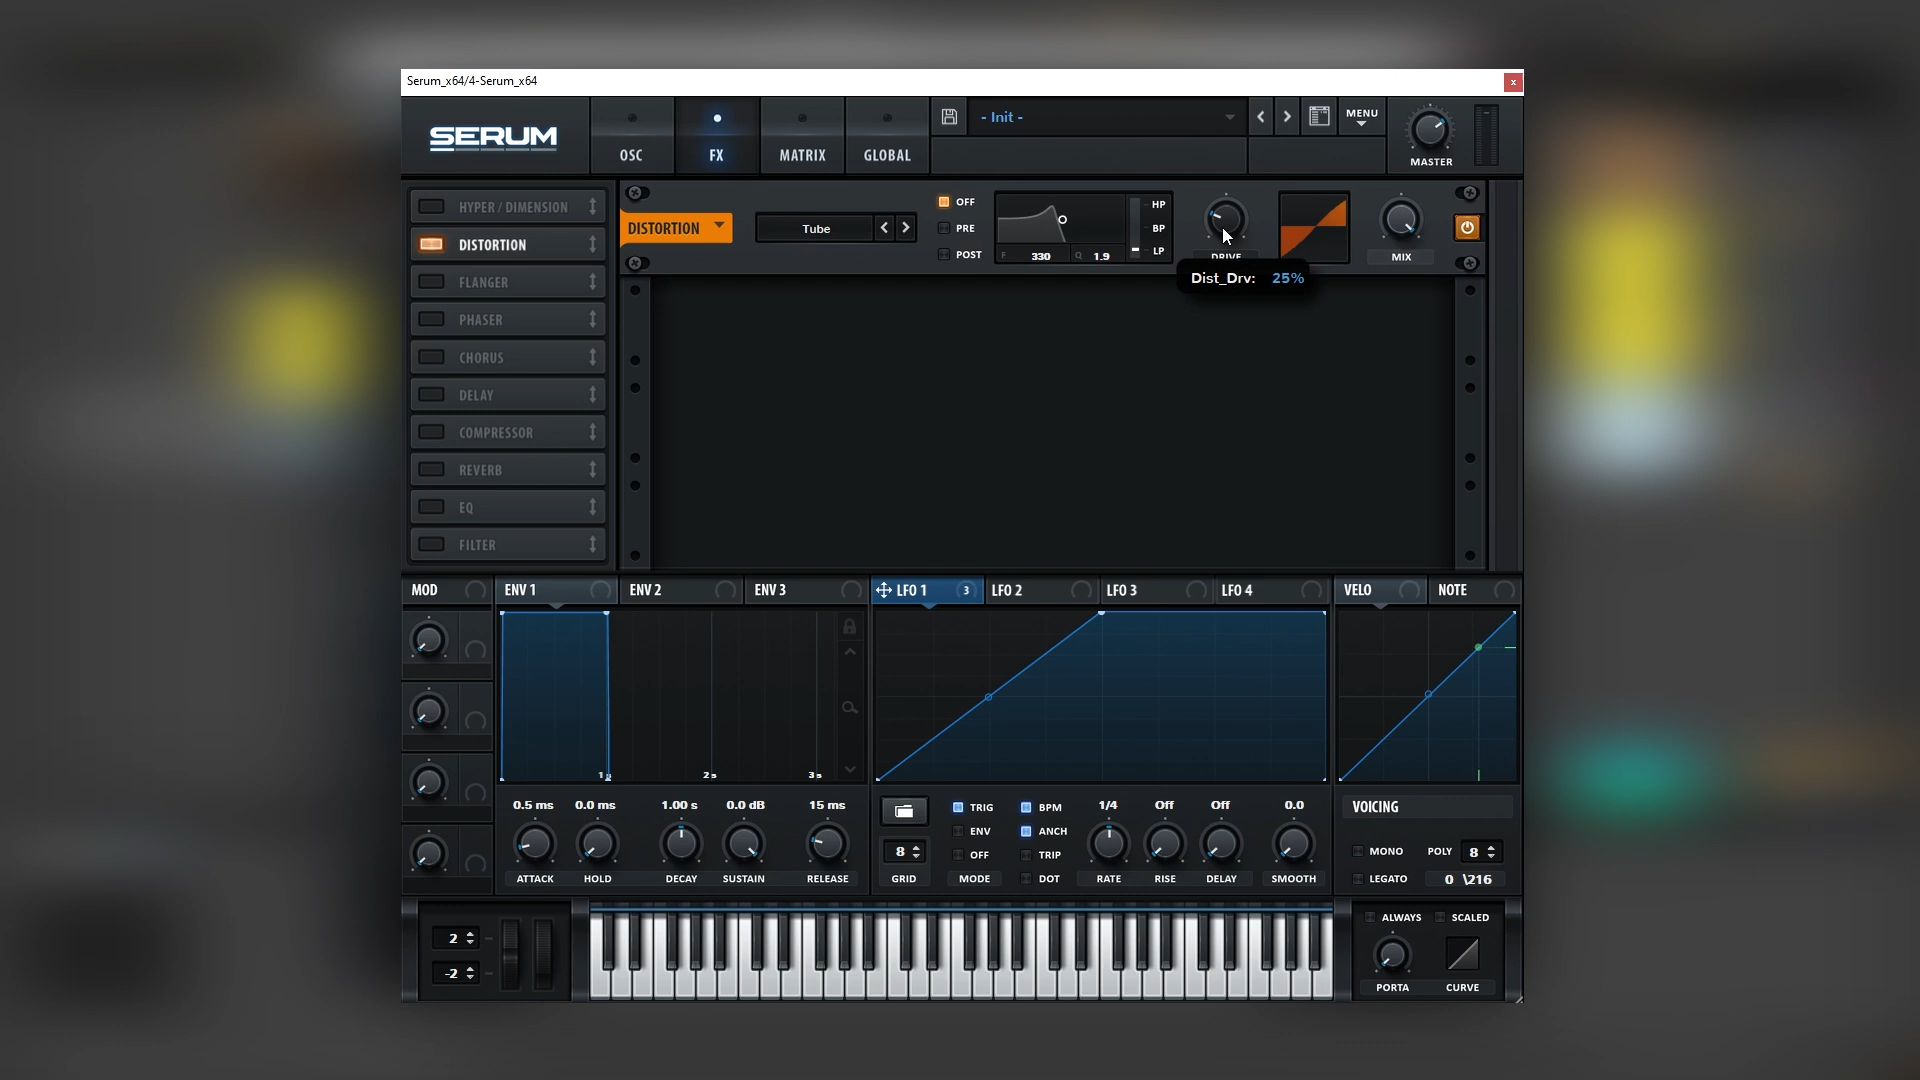 Serum_x64/4-Serum_x64
x
SERUM
OSC
FX
MATRIX
GLOBAL
- Init -
MENU
MASTER
HYPER / DIMENSION
DISTORTION
FLANGER
PHASER
CHORUS
DELAY
COMPRESSOR
REVERB
EQ
FILTER
DISTORTION
Tube
OFF
PRE
POST
F 330 Q 1.9
HP
BP
LP
DRIVE
MIX
Dist_Drv: 25%
MOD
ENV 1
ENV 2
ENV 3
LFO 1 3
LFO 2
LFO 3
LFO 4
VELO
NOTE
1s 2s 3s
0.5 ms 0.0 ms 1.00 s 0.0 dB 15 ms
ATTACK HOLD DECAY SUSTAIN RELEASE
8
GRID
TRIG
ENV
OFF
MODE
BPM
ANCH
TRIP
DOT
1/4 Off Off 0.0
RATE RISE DELAY SMOOTH
VOICING
MONO POLY 8
LEGATO 0 \216
2
-2
ALWAYS SCALED
PORTA CURVE